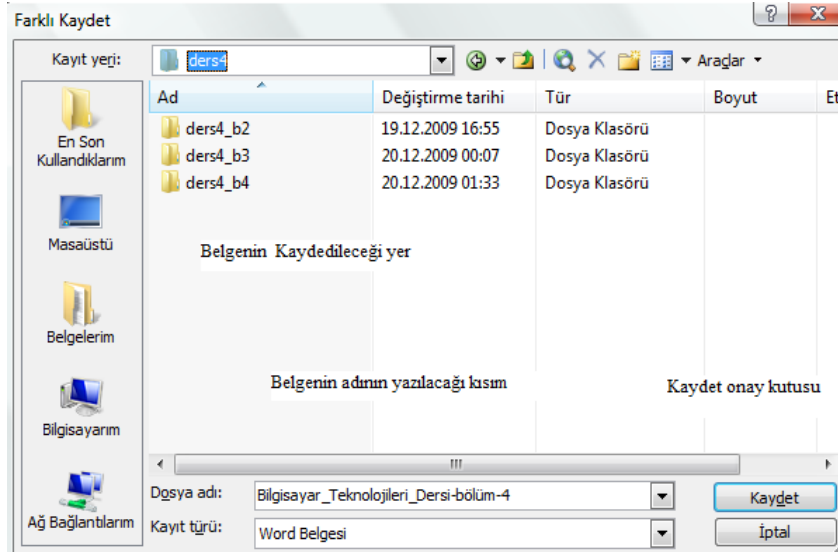 Farklı Kaydet
Kayıt yeri: ders4 Araçlar
Ad Değiştirme tarihi Tür Boyut Et
ders4_b2 19.12.2009 16:55 Dosya Klasörü
ders4_b3 20.12.2009 00:07 Dosya Klasörü
ders4_b4 20.12.2009 01:33 Dosya Klasörü
En Son
Kullandıklarım
Masaüstü
Belgelerim
Bilgisayarım
Ağ Bağlantılarım
Belgenin Kaydedileceği yer
Belgenin adının yazılacağı kısım
Kaydet onay kutusu
Dosya adı: Bilgisayar_Teknolojileri_Dersi-bölüm-4 Kaydet
Kayıt türü: Word Belgesi İptal